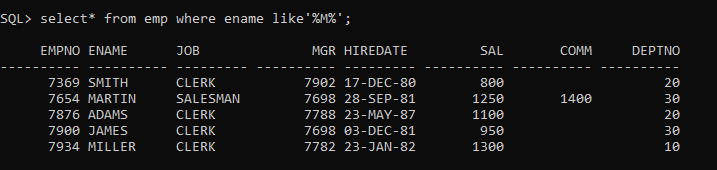 SQL> select* from emp where ename like'%M%';
     EMPNO ENAME      JOB              MGR HIREDATE         SAL       COMM     DEPTNO
---------- ---------- --------- ---------- --------- ---------- ---------- ----------
      7369 SMITH      CLERK           7902 17-DEC-80        800                    20
      7654 MARTIN     SALESMAN        7698 28-SEP-81       1250       1400         30
      7876 ADAMS      CLERK           7788 23-MAY-87       1100                    20
      7900 JAMES      CLERK           7698 03-DEC-81        950                    30
      7934 MILLER     CLERK           7782 23-JAN-82       1300                    10